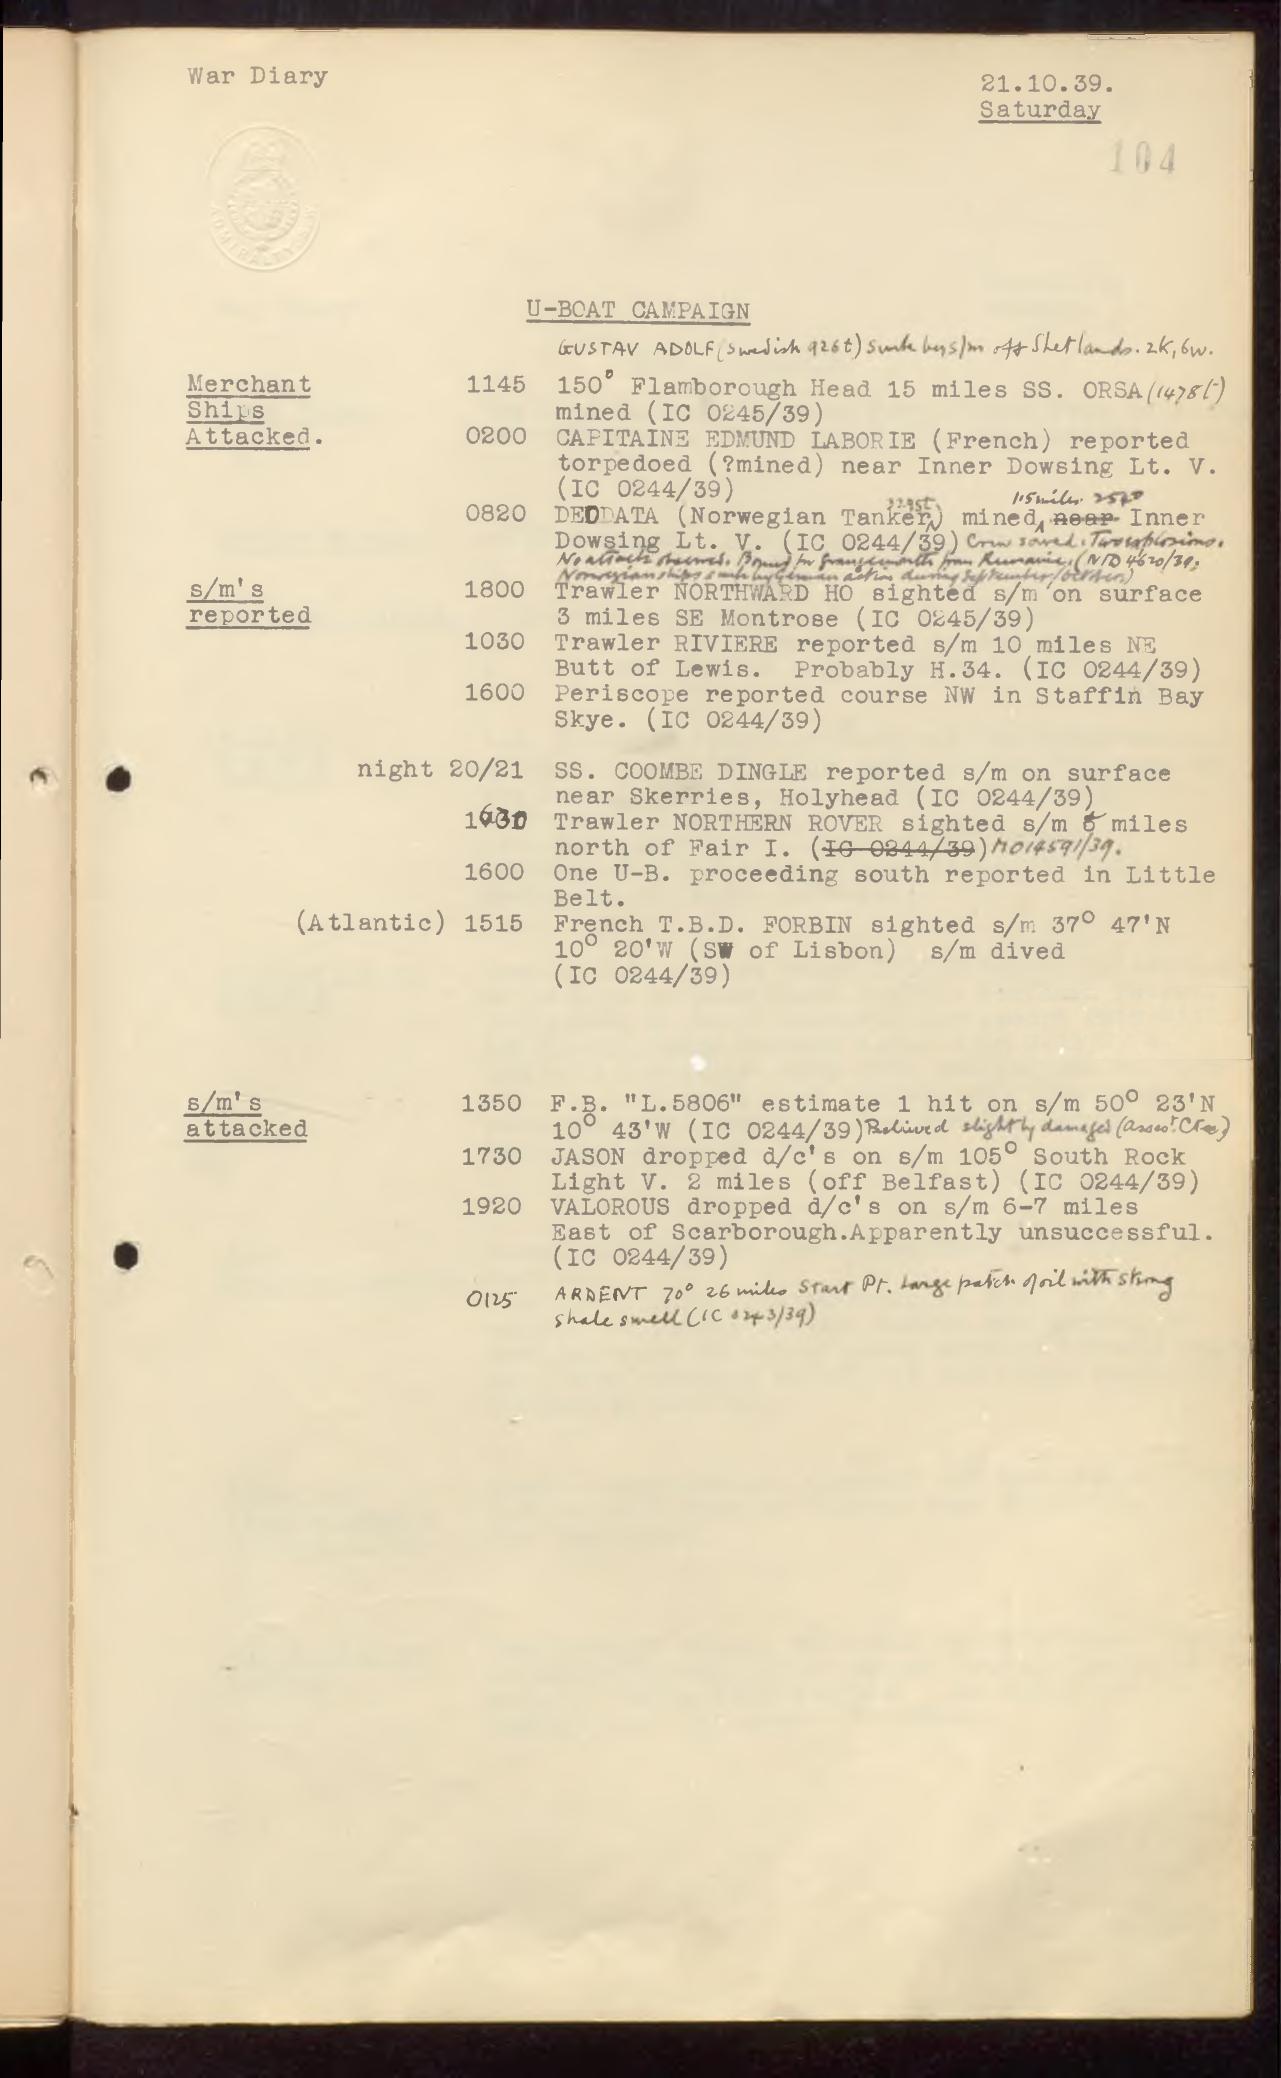 War Diary
21.10.39.
Saturday
104
ADMIRALTY
U-BOAT CAMPAIGN
GUSTAV ADOLF (Swedish 926t) sunk by s/m off Shetlands. 2K, 6w.
Merchant 1145 150° Flamborough Head 15 miles SS. ORSA (1478t)
Ships mined (IC 0245/39)
Attacked. 0200 CAPITAINE EDMUND LABORIE (French) reported
torpedoed (?mined) near Inner Dowsing Lt. V.
(IC 0244/39)
3295t. 1.15 miles 254°
0820 DEODATA (Norwegian Tanker) mined near Inner
Dowsing Lt. V. (IC 0244/39) Crew saved. Two explosions.
No attack observed. Bound for Grangemouth from Roumania. (NID 4620/39,
Norwegian ships sunk by German action during September/October)
s/m's 1800 Trawler NORTHWARD HO sighted s/m on surface
reported 3 miles SE Montrose (IC 0245/39)
1030 Trawler RIVIERE reported s/m 10 miles NE
Butt of Lewis. Probably H.34. (IC 0244/39)
1600 Periscope reported course NW in Staffin Bay
Skye. (IC 0244/39)
night 20/21 SS. COOMBE DINGLE reported s/m on surface
near Skerries, Holyhead (IC 0244/39)
Trawler NORTHERN ROVER sighted s/m 5 miles
north of Fair I. (IC 0244/39) M014591/39.
1600 One U-B. proceeding south reported in Little
Belt.
(Atlantic) 1515 French T.B.D. FORBIN sighted s/m 37° 47'N
10° 20'W (SW of Lisbon) s/m dived
(IC 0244/39)
s/m's 1350 F.B. "L.5806" estimate 1 hit on s/m 50° 23'N
attacked 10° 43'W (IC 0244/39) Believed slightly damaged (Assesst. Ctee.)
1730 JASON dropped d/c's on s/m 105° South Rock
Light V. 2 miles (off Belfast) (IC 0244/39)
1920 VALOROUS dropped d/c's on s/m 6-7 miles
East of Scarborough.Apparently unsuccessful.
(IC 0244/39)
0125 ARDENT 70° 26 miles Start Pt. Large patch of oil with strong
shale smell (IC 0243/39)